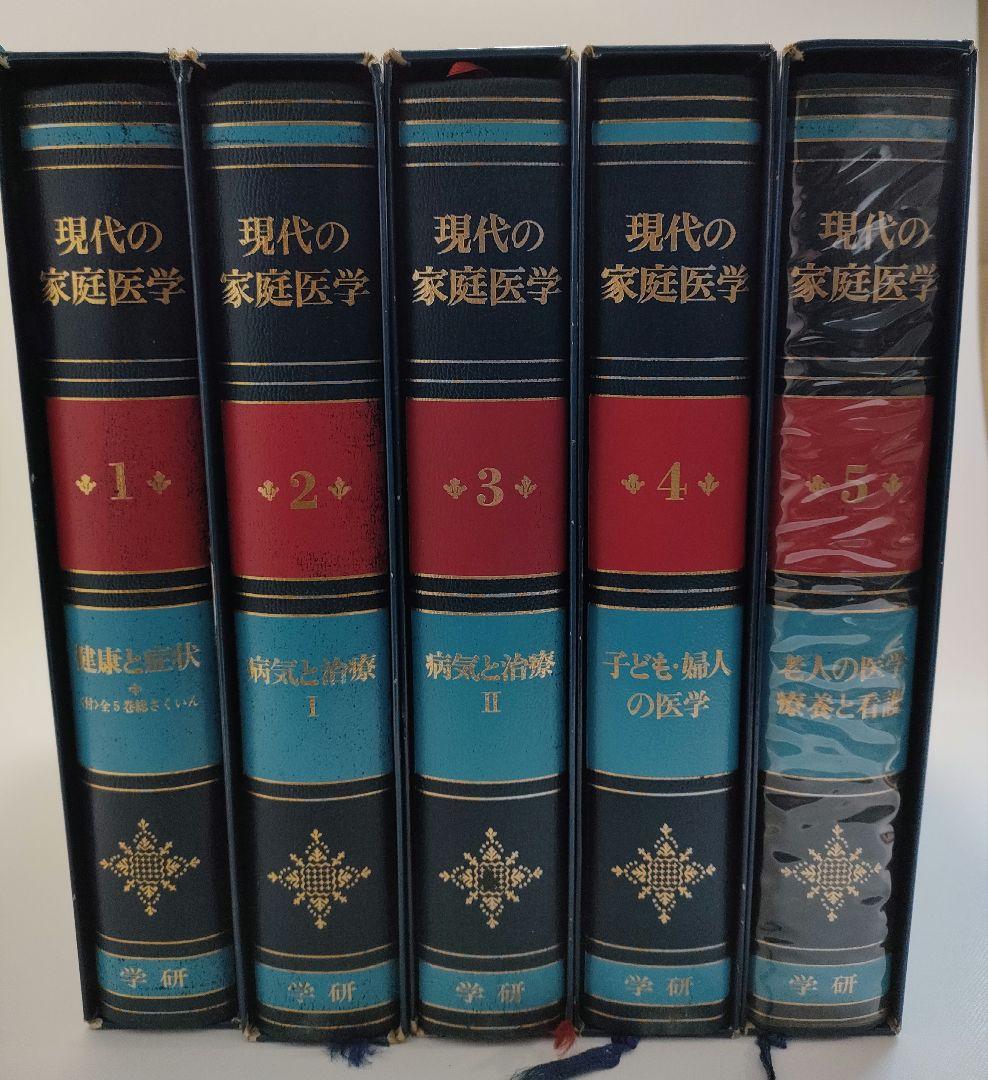 現代の
家庭医学
1
健康と症状
〈付〉全5巻総さくいん
学研
現代の
家庭医学
2
病気と治療
I
学研
現代の
家庭医学
3
病気と治療
II
学研
現代の
家庭医学
4
子ども・婦人
の医学
学研
現代の
家庭医学
5
老人の医学
療養と看護
学研